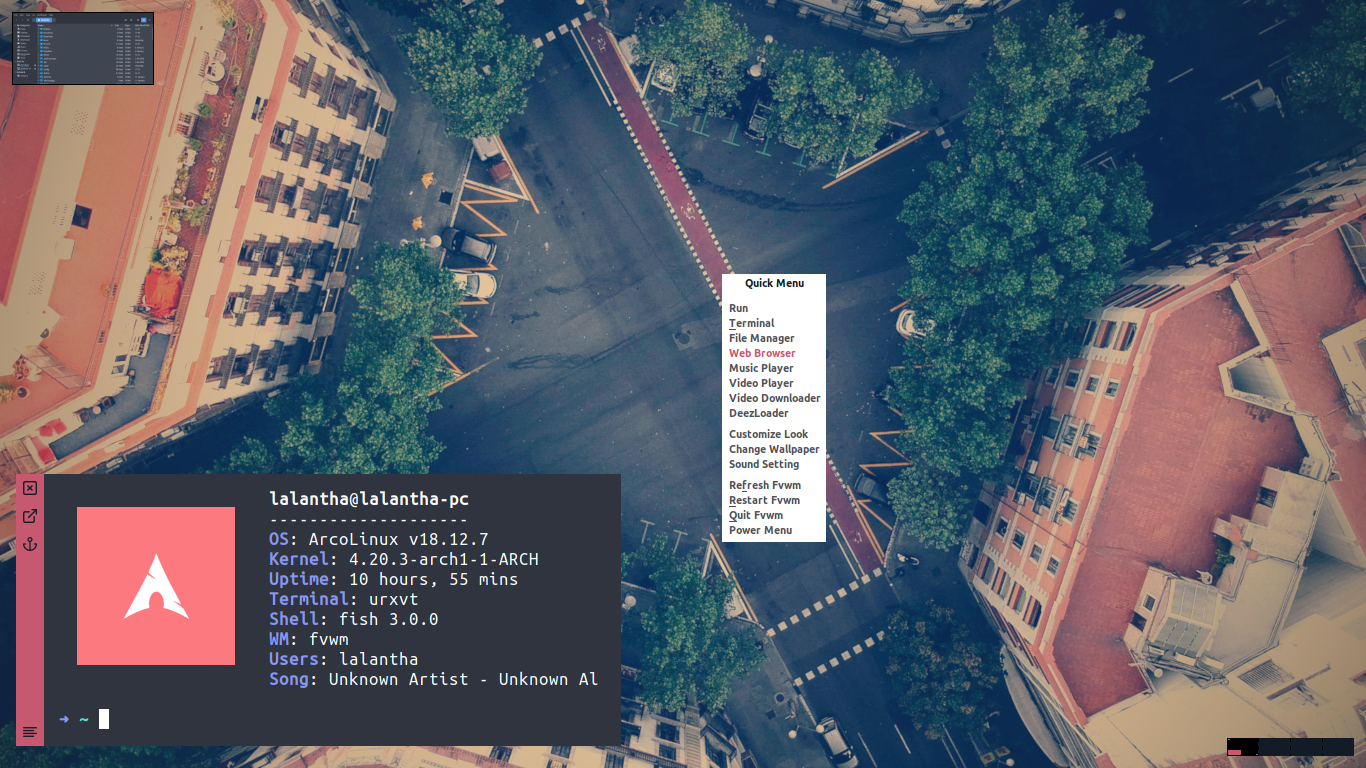 Quick Menu
Run
Terminal
File Manager
Web Browser
Music Player
Video Player
Video Downloader
DeezLoader
Customize Look
Change Wallpaper
Sound Setting
Refresh Fvwm
Restart Fvwm
Quit Fvwm
Power Menu
lalantha@lalantha-pc
--------------------
OS: ArcoLinux v18.12.7
Kernel: 4.20.3-arch1-1-ARCH
Uptime: 10 hours, 55 mins
Terminal: urxvt
Shell: fish 3.0.0
WM: fvwm
Users: lalantha
Song: Unknown Artist - Unknown Al
➜ ~